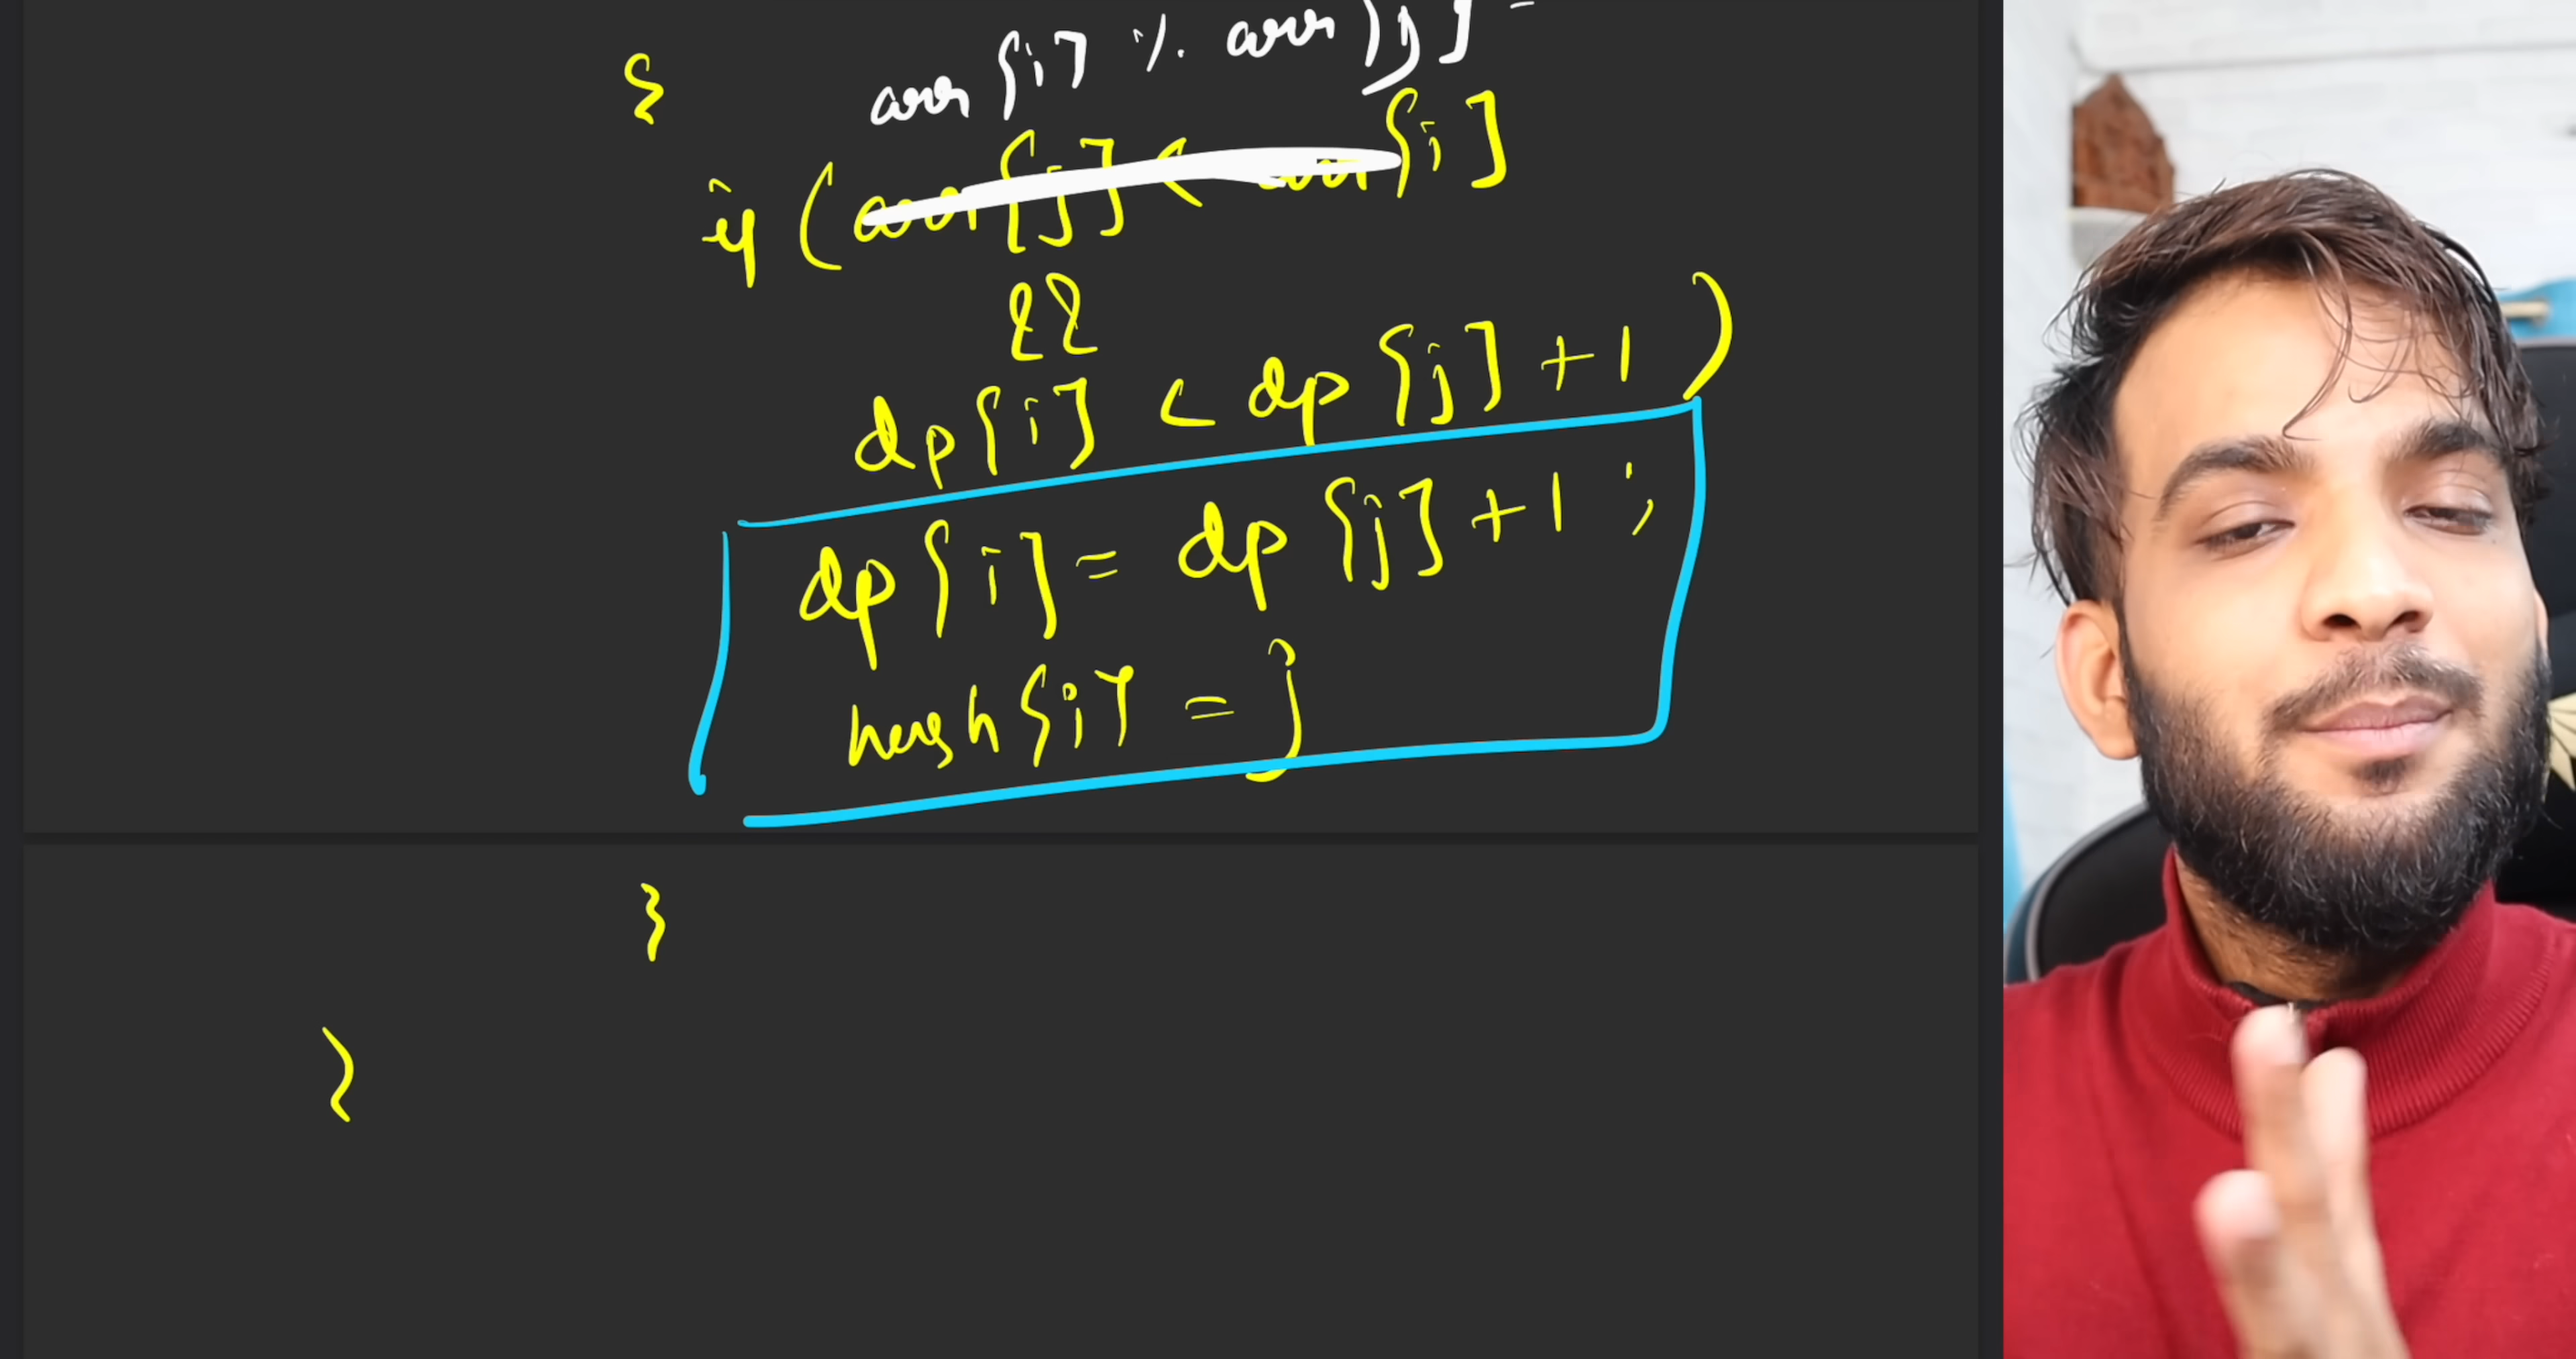 {
arr[i] % arr[j] =
if (arr[j] < arr[i]
&&
dp[i] < dp[j] + 1)
dp[i] = dp[j] + 1;
hash[i] = j
}
}